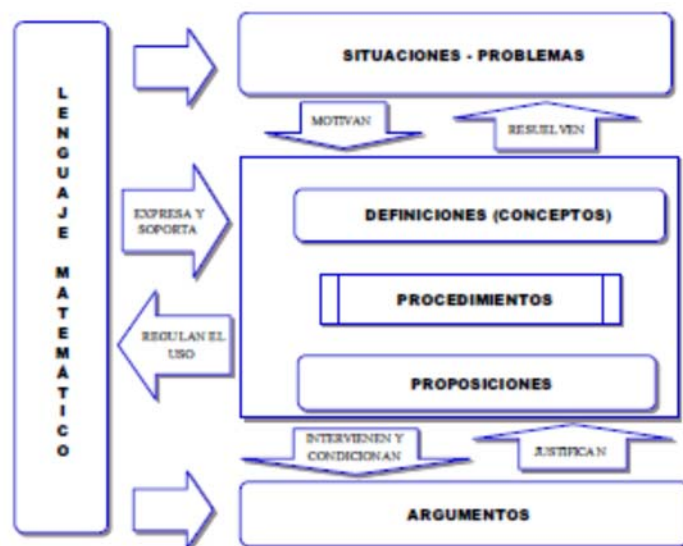 LENGUAJE MATEMÁTICO
SITUACIONES - PROBLEMAS
MOTIVAN
RESUELVEN
EXPRESA Y
SOPORTA
DEFINICIONES (CONCEPTOS)
PROCEDIMIENTOS
REGULAN EL
USO
PROPOSICIONES
INTERVIENEN Y
CONDICIONAN
JUSTIFICAN
ARGUMENTOS